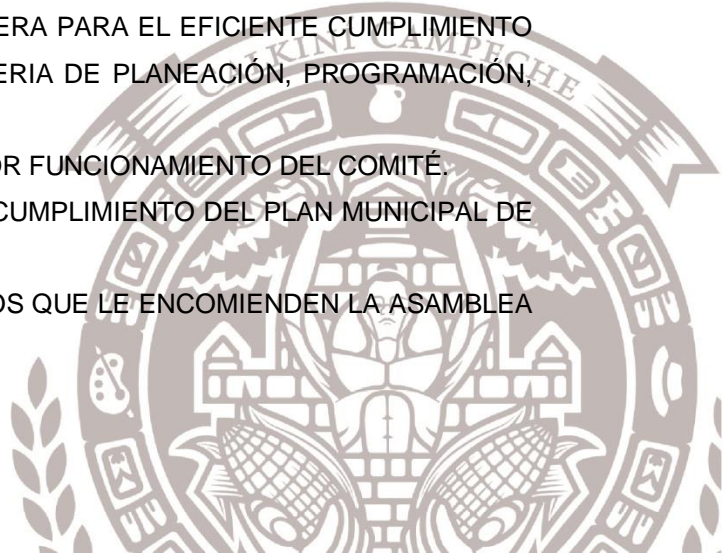 ERA PARA EL EFICIENTE CUMPLIMIENTO
CALKINI CAMPECHE
ERIA DE PLANEACIÓN, PROGRAMACIÓN,
OR FUNCIONAMIENTO DEL COMITÉ.
CUMPLIMIENTO DEL PLAN MUNICIPAL DE
OS QUE LE ENCOMIENDEN LA ASAMBLEA